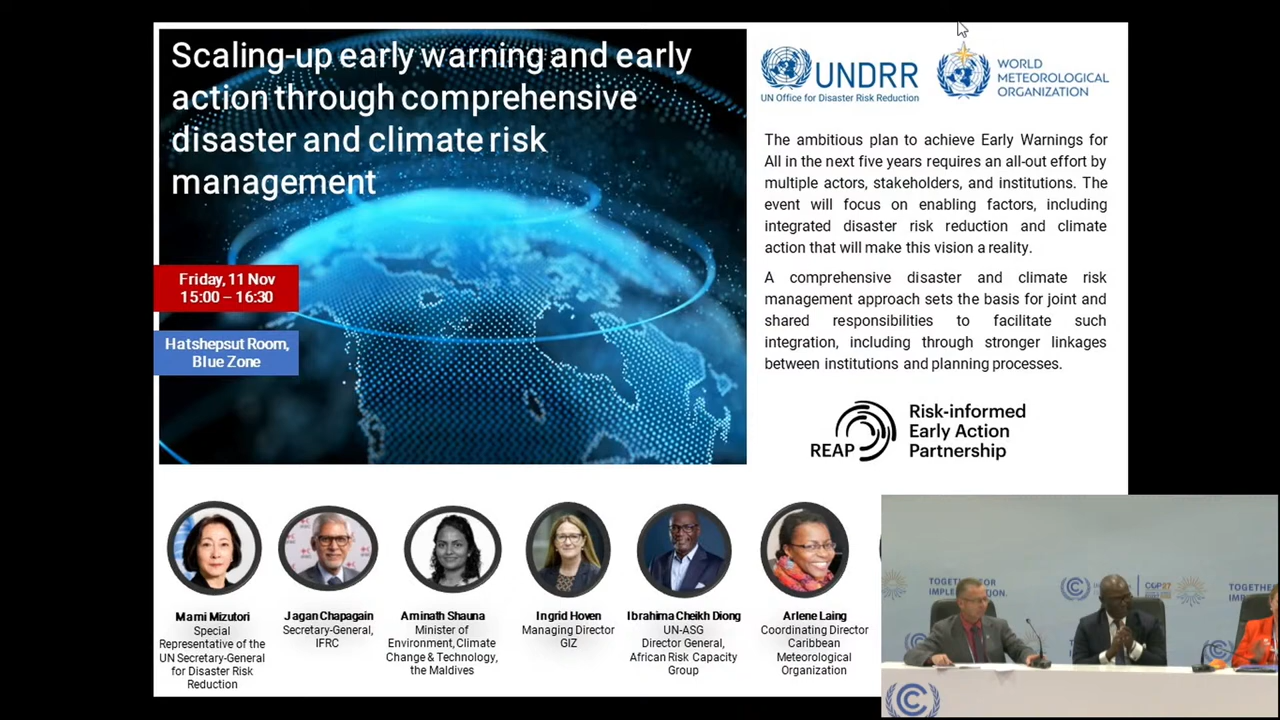 Scaling-up early warning and early
action through comprehensive
disaster and climate risk
management
Friday, 11 Nov
15:00 – 16:30
Hatshepsut Room,
Blue Zone
UNDRR
UN Office for Disaster Risk Reduction
WORLD
METEOROLOGICAL
ORGANIZATION
The ambitious plan to achieve Early Warnings for
All in the next five years requires an all-out effort by
multiple actors, stakeholders, and institutions. The
event will focus on enabling factors, including
integrated disaster risk reduction and climate
action that will make this vision a reality.
A comprehensive disaster and climate risk
management approach sets the basis for joint and
shared responsibilities to facilitate such
integration, including through stronger linkages
between institutions and planning processes.
REAP
Risk-informed
Early Action
Partnership
Mami Mizutori
Special
Representative of the
UN Secretary-General
for Disaster Risk
Reduction
Jagan Chapagain
Secretary-General,
IFRC
Aminath Shauna
Minister of
Environment, Climate
Change & Technology,
the Maldives
Ingrid Hoven
Managing Director
GIZ
Ibrahima Cheikh Diong
UN-ASG
Director General,
African Risk Capacity
Group
Arlene Laing
Coordinating Director
Caribbean
Meteorological
Organization
TOGETHER FOR
IMPLEMENTATION.
COP27
TOGETHER